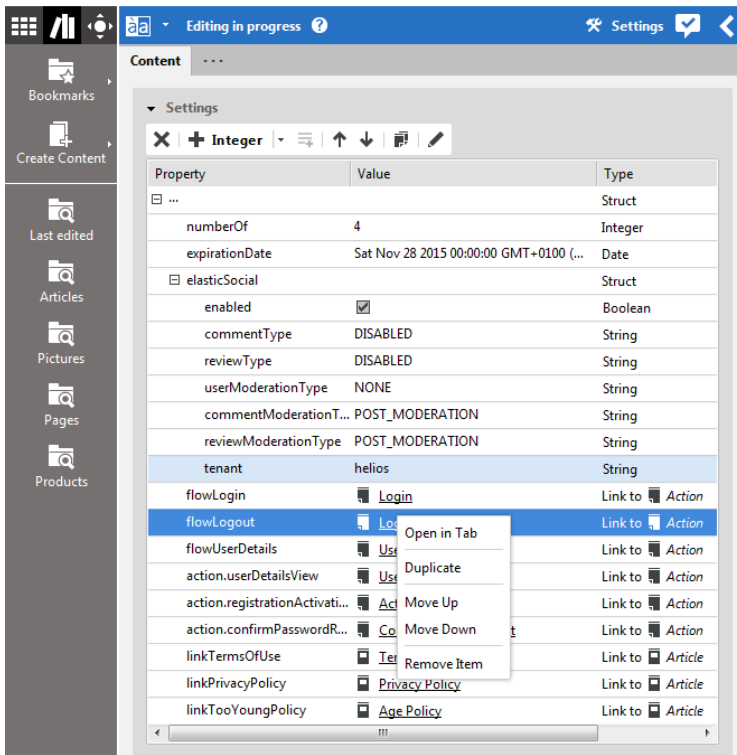 àa Editing in progress ? Settings
Content ...
Bookmarks
Create Content
Last edited
Articles
Pictures
Pages
Products
Settings
Integer
Property Value Type
... Struct
numberOf 4 Integer
expirationDate Sat Nov 28 2015 00:00:00 GMT+0100 (... Date
elasticSocial Struct
enabled Boolean
commentType DISABLED String
reviewType DISABLED String
userModerationType NONE String
commentModerationT... POST_MODERATION String
reviewModerationType POST_MODERATION String
tenant helios String
flowLogin Login Link to Action
flowLogout Link to Action
flowUserDetails Link to Action
action.userDetailsView Link to Action
action.registrationActivati... Link to Action
action.confirmPasswordR... Link to Action
linkTermsOfUse Link to Article
linkPrivacyPolicy Privacy Policy Link to Article
linkTooYoungPolicy Age Policy Link to Article
Open in Tab
Duplicate
Move Up
Move Down
Remove Item